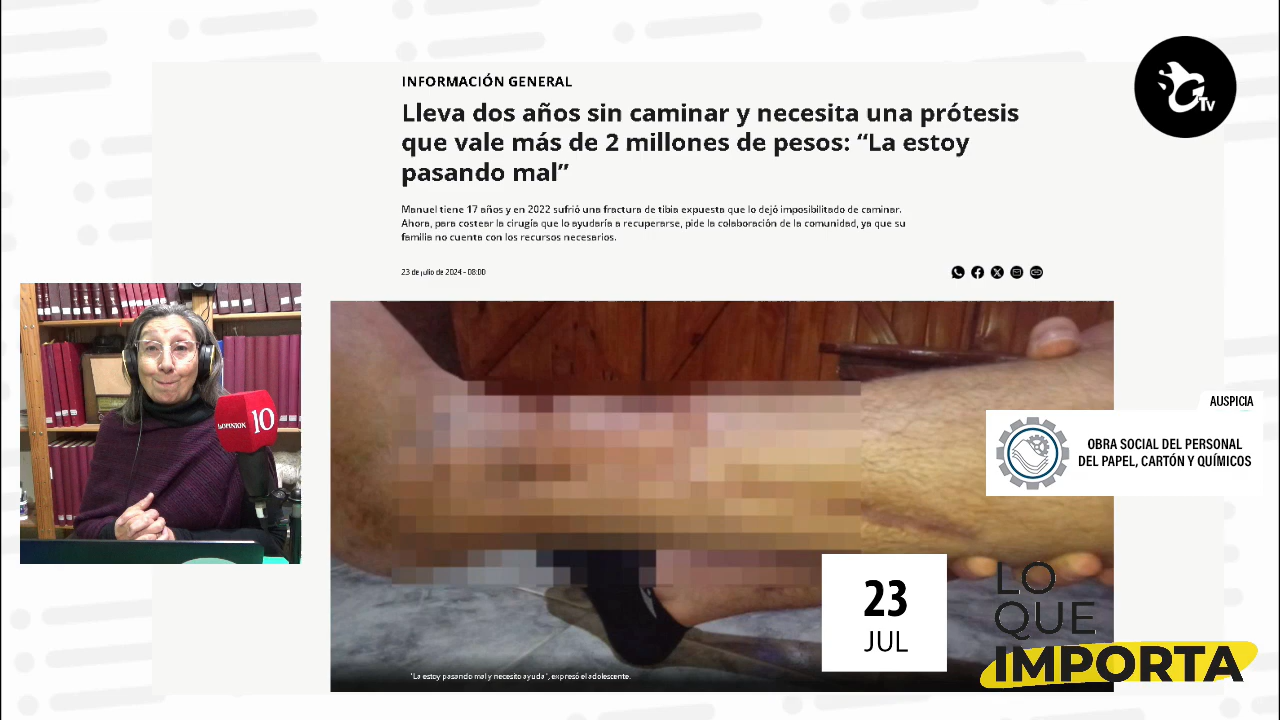 INFORMACIÓN GENERAL
Lleva dos años sin caminar y necesita una prótesis
que vale más de 2 millones de pesos: “La estoy
pasando mal”
Manuel tiene 17 años y en 2022 sufrió una fractura de tibia expuesta que lo dejó imposibilitado de caminar.
Ahora, para costear la cirugía que lo ayudaría a recuperarse, pide la colaboración de la comunidad, ya que su
familia no cuenta con los recursos necesarios.
23 de julio de 2024 - 08:00
G TV
LA OPINION 10
AUSPICIA
OBRA SOCIAL DEL PERSONAL
DEL PAPEL, CARTÓN Y QUÍMICOS
23
JUL
LO
QUE
IMPORTA
"La estoy pasando mal y necesito ayuda", expresó el adolescente.